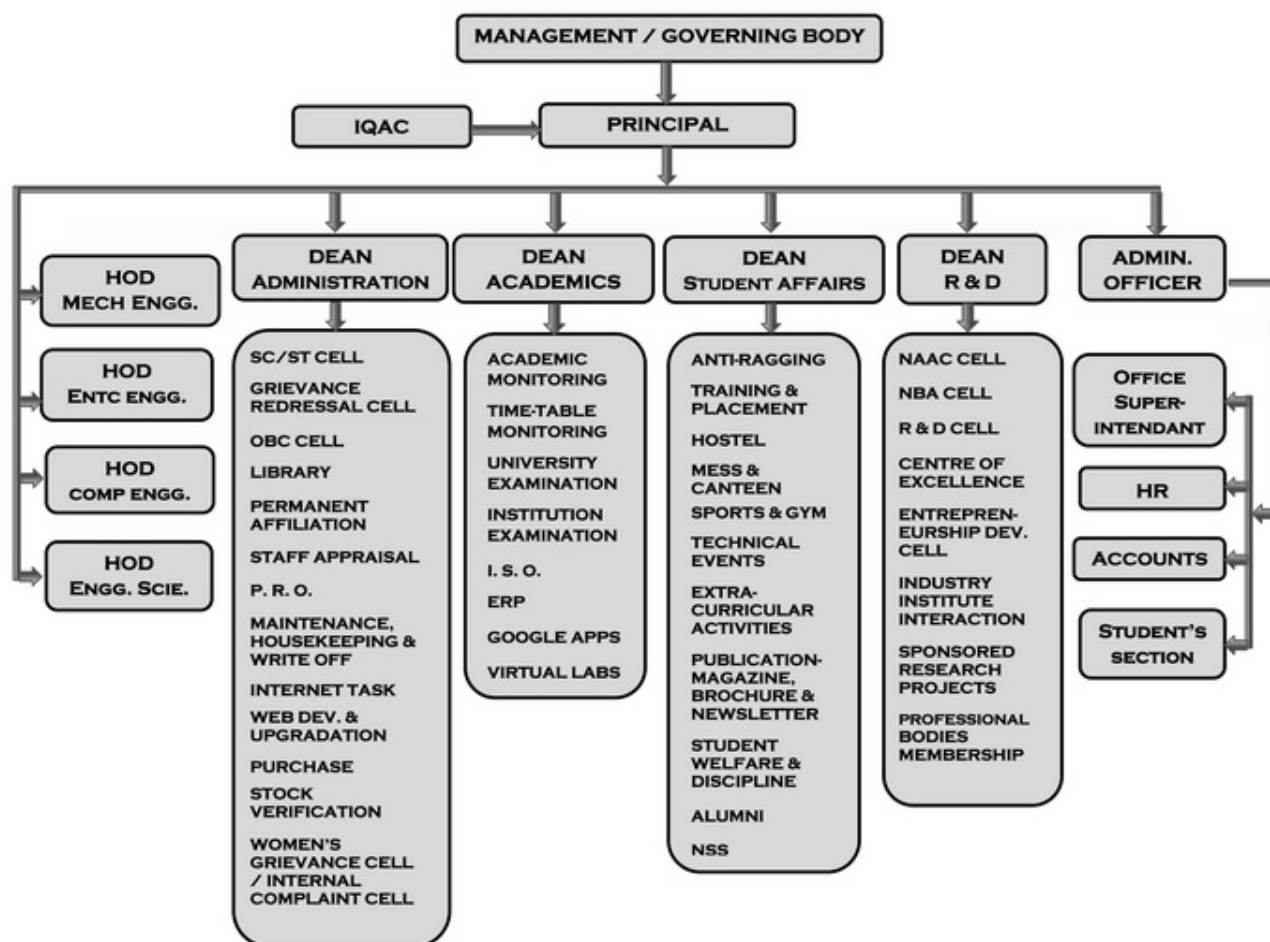 MANAGEMENT / GOVERNING BODY
IQAC
PRINCIPAL
HOD
MECH ENGG.
HOD
ENTC ENGG.
HOD
COMP ENGG.
HOD
ENGG. SCIE.
DEAN
ADMINISTRATION
SC/ST CELL
GRIEVANCE
REDRESSAL CELL
OBC CELL
LIBRARY
PERMANENT
AFFILIATION
STAFF APPRAISAL
P. R. O.
MAINTENANCE,
HOUSEKEEPING &
WRITE OFF
INTERNET TASK
WEB DEV. &
UPGRADATION
PURCHASE
STOCK
VERIFICATION
WOMEN'S
GRIEVANCE CELL
/ INTERNAL
COMPLAINT CELL
DEAN
ACADEMICS
ACADEMIC
MONITORING
TIME-TABLE
MONITORING
UNIVERSITY
EXAMINATION
INSTITUTION
EXAMINATION
I. S. O.
ERP
GOOGLE APPS
VIRTUAL LABS
DEAN
STUDENT AFFAIRS
ANTI-RAGGING
TRAINING &
PLACEMENT
HOSTEL
MESS &
CANTEEN
SPORTS & GYM
TECHNICAL
EVENTS
EXTRA-
CURRICULAR
ACTIVITIES
PUBLICATION-
MAGAZINE,
BROCHURE &
NEWSLETTER
STUDENT
WELFARE &
DISCIPLINE
ALUMNI
NSS
DEAN
R & D
NAAC CELL
NBA CELL
R & D CELL
CENTRE OF
EXCELLENCE
ENTREPREN-
EURSHIP DEV.
CELL
INDUSTRY
INSTITUTE
INTERACTION
SPONSORED
RESEARCH
PROJECTS
PROFESSIONAL
BODIES
MEMBERSHIP
ADMIN.
OFFICER
OFFICE
SUPER-
INTENDANT
HR
ACCOUNTS
STUDENT'S
SECTION